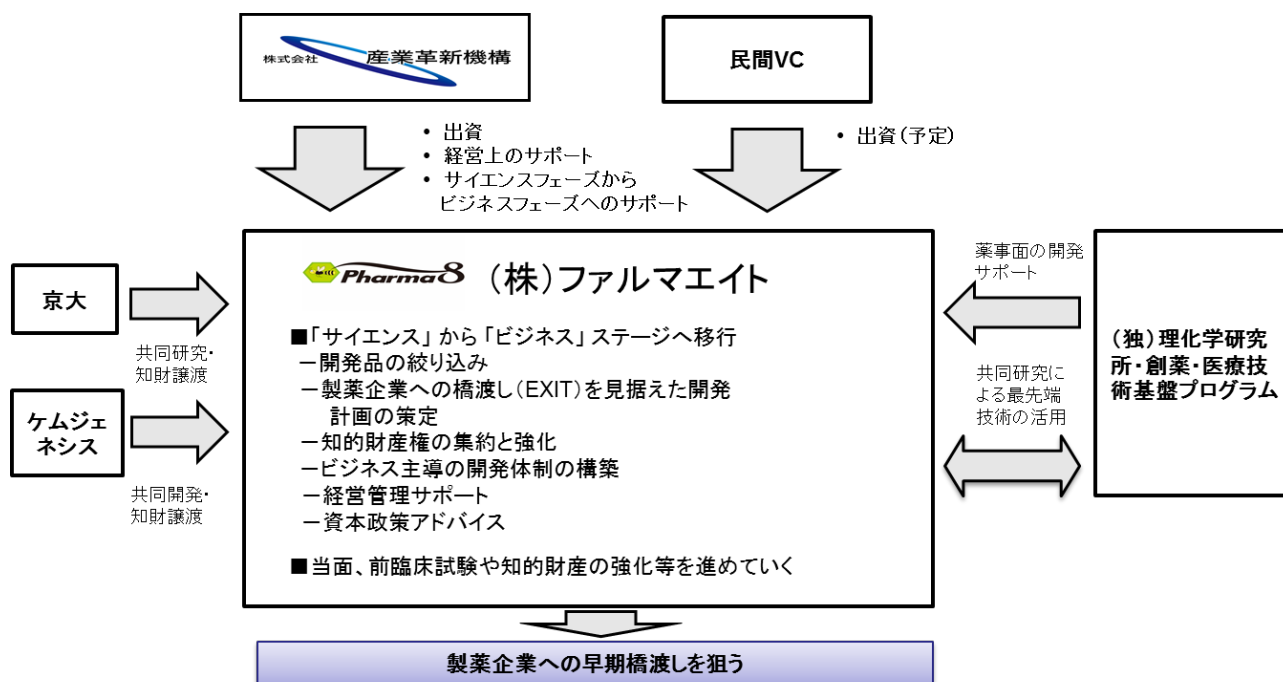 株式会社 産業革新機構
民間VC
• 出資
• 経営上のサポート
• サイエンスフェーズから
ビジネスフェーズへのサポート
• 出資(予定)
京大
共同研究・
知財譲渡
ケムジェ
ネシス
共同開発・
知財譲渡
Pharma8 (株)ファルマエイト
■「サイエンス」から「ビジネス」ステージへ移行
－開発品の絞り込み
－製薬企業への橋渡し(EXIT)を見据えた開発
計画の策定
－知的財産権の集約と強化
－ビジネス主導の開発体制の構築
－経営管理サポート
－資本政策アドバイス
■当面、前臨床試験や知的財産の強化等を進めていく
薬事面の開発
サポート
共同研究に
よる最先端
技術の活用
(独)理化学研究
所・創薬・医療技
術基盤プログラム
製薬企業への早期橋渡しを狙う